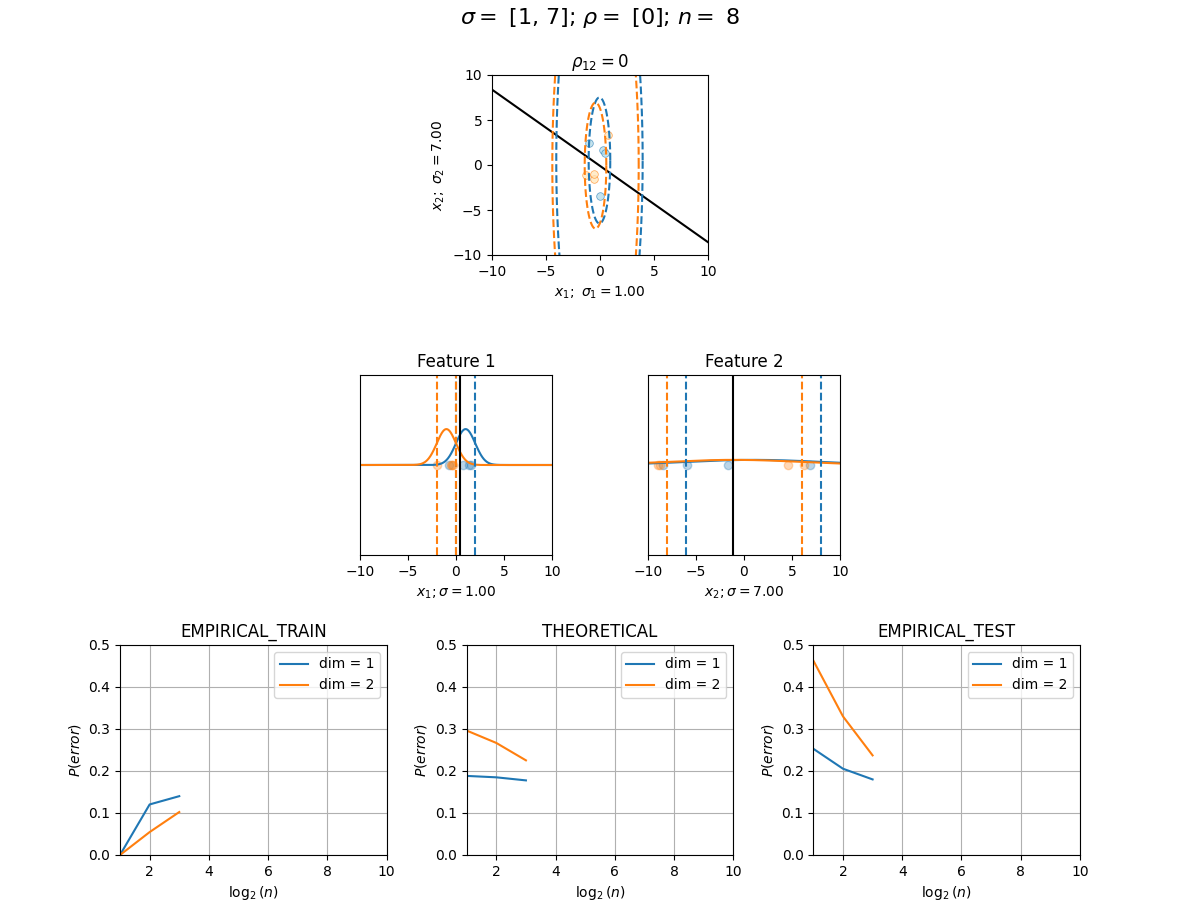 σ = [1, 7]; ρ = [0]; n = 8
ρ₁₂ = 0
10
5
0
−5
−10
x₂; σ₂ = 7.00
−10 −5 0 5 10
x₁; σ₁ = 1.00
Feature 1 Feature 2
−10 −5 0 5 10 −10 −5 0 5 10
x₁; σ = 1.00 x₂; σ = 7.00
EMPIRICAL_TRAIN THEORETICAL EMPIRICAL_TEST
0.5
0.4
0.3
0.2
0.1
0.0
P(error)
dim = 1
dim = 2
2 4 6 8 10
log₂(n)
0.5
0.4
0.3
0.2
0.1
0.0
P(error)
dim = 1
dim = 2
2 4 6 8 10
log₂(n)
0.5
0.4
0.3
0.2
0.1
0.0
P(error)
dim = 1
dim = 2
2 4 6 8 10
log₂(n)